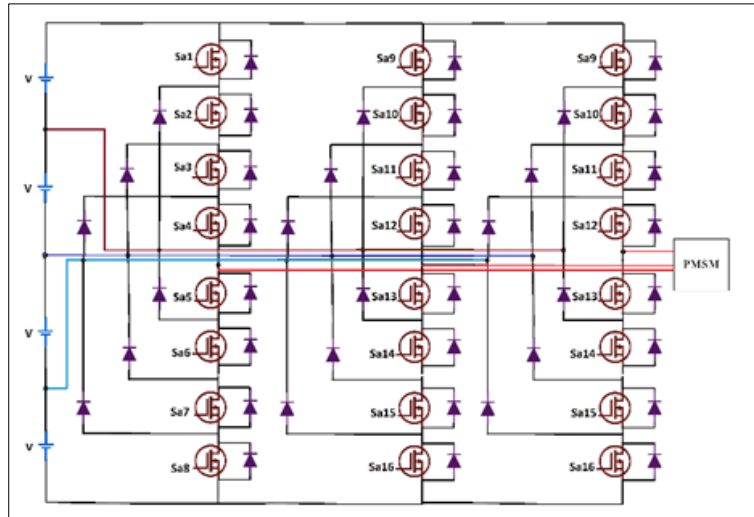 Sa1 Sa9 Sa9
V
Sa2 Sa10 Sa10
Sa3 Sa11 Sa11
V
Sa4 Sa12 Sa12
PMSM
Sa5 Sa13 Sa13
V
Sa6 Sa14 Sa14
Sa7 Sa15 Sa15
V
Sa8 Sa16 Sa16